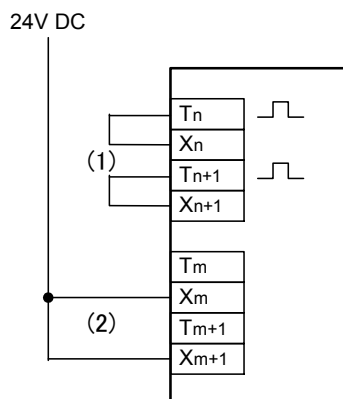 24V DC
Tn
Xn
(1)
Tn+1
Xn+1
Tm
Xm
(2)
Tm+1
Xm+1